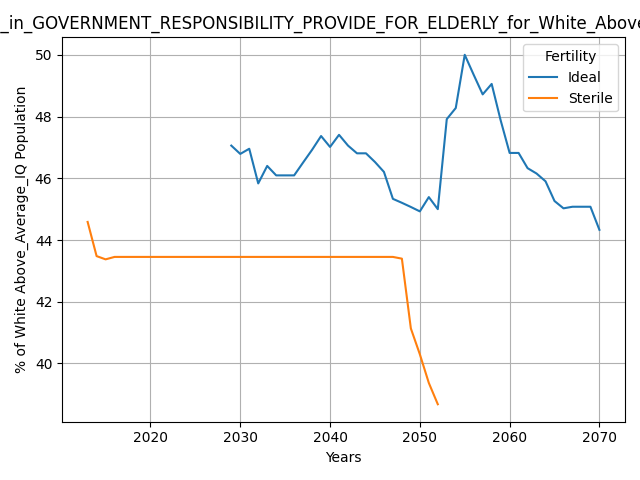 _in_GOVERNMENT_RESPONSIBILITY_PROVIDE_FOR_ELDERLY_for_White_Above
Fertility
Ideal
Sterile
% of White Above_Average_IQ Population
50
48
46
44
42
40
2020 2030 2040 2050 2060 2070
Years